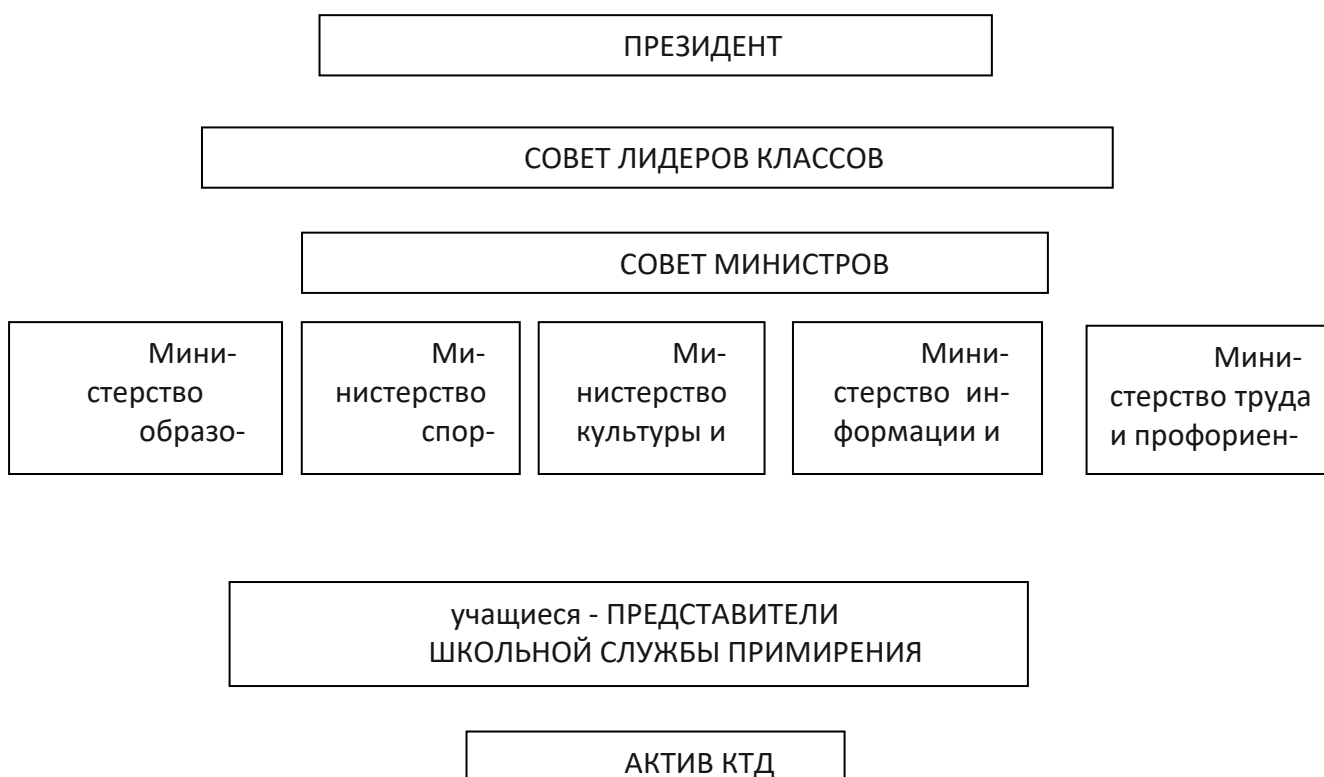 ПРЕЗИДЕНТ
СОВЕТ ЛИДЕРОВ КЛАССОВ
СОВЕТ МИНИСТРОВ
Мини-
стерство
образо-
Ми-
нистерство
спор-
Ми-
нистерство
культуры и
Мини-
стерство ин-
формации и
Мини-
стерство труда
и профориен-
учащиеся - ПРЕДСТАВИТЕЛИ
ШКОЛЬНОЙ СЛУЖБЫ ПРИМИРЕНИЯ
АКТИВ КТД